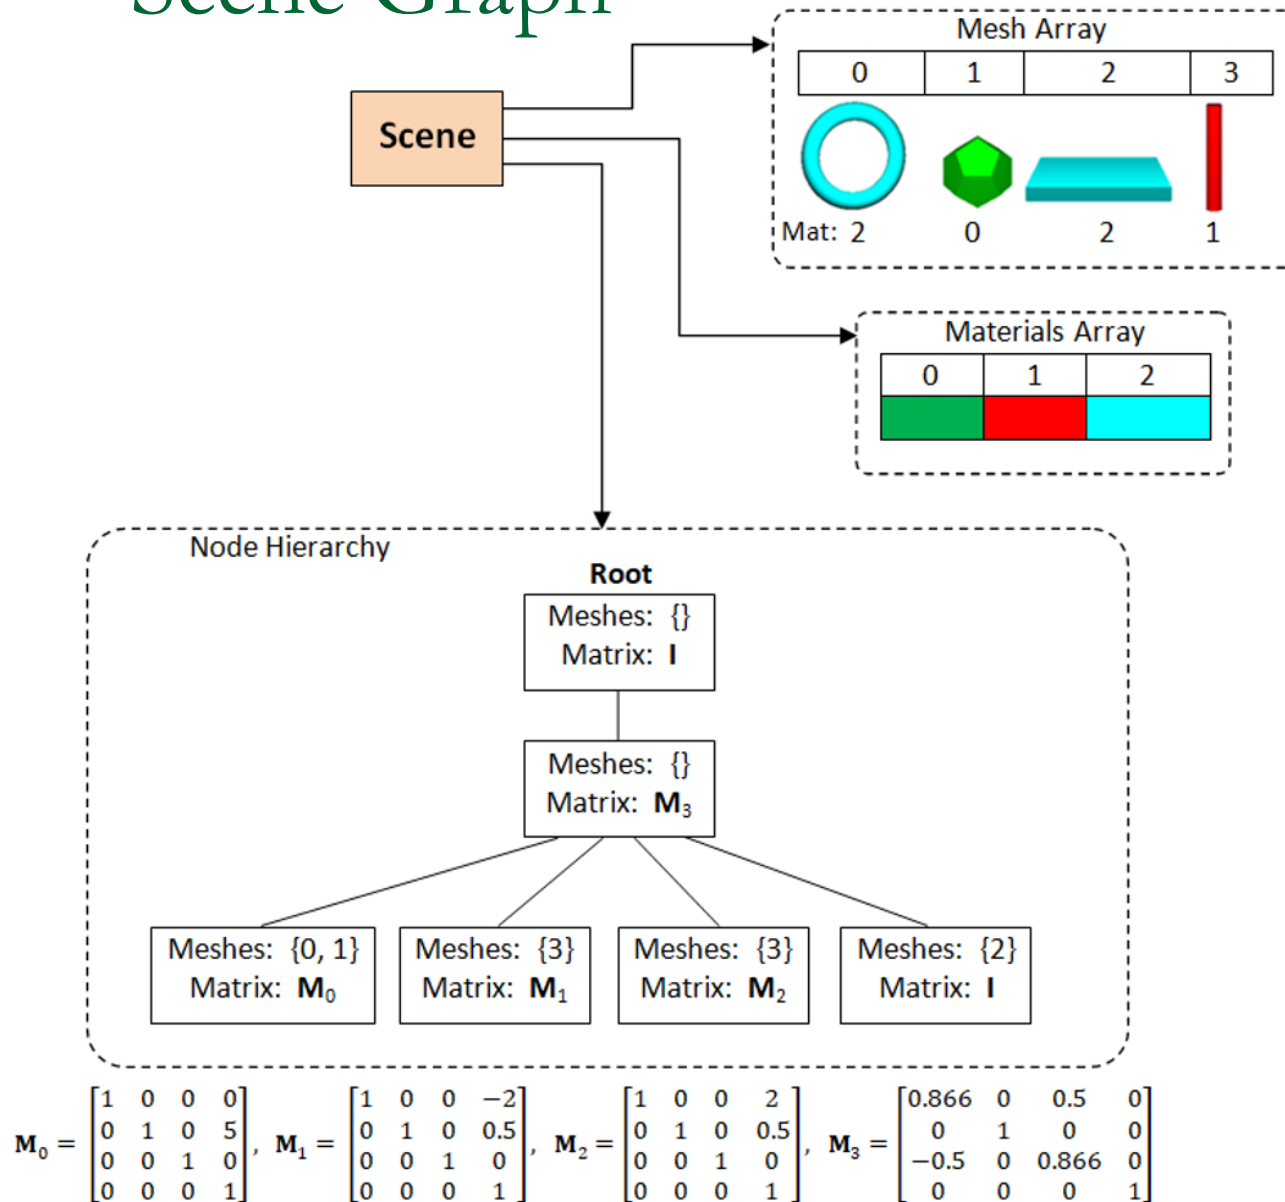 Scene Graph
Mesh Array
0 1 2 3
Scene
Mat: 2 0 2 1
Materials Array
0 1 2
Node Hierarchy
Root
Meshes: {}
Matrix: I
Meshes: {}
Matrix: M₃
Meshes: {0, 1} Meshes: {3} Meshes: {3} Meshes: {2}
Matrix: M₀ Matrix: M₁ Matrix: M₂ Matrix: I
1 0 0 0 1 0 0 −2 1 0 0 2 0.866 0 0.5 0
M₀ = 0 1 0 5 , M₁ = 0 1 0 0.5 , M₂ = 0 1 0 0.5 , M₃ = 0 1 0 0
0 0 1 0 0 0 1 0 0 0 1 0 −0.5 0 0.866 0
0 0 0 1 0 0 0 1 0 0 0 1 0 0 0 1